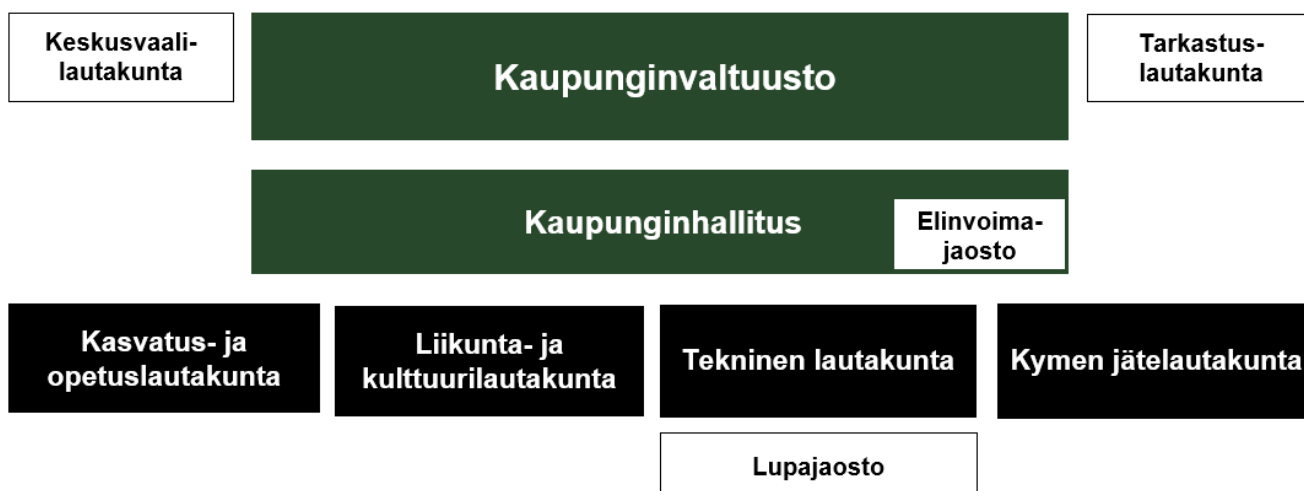 Keskusvaali-
lautakunta
Kaupunginvaltuusto
Tarkastus-
lautakunta
Kaupunginhallitus
Elinvoima-
jaosto
Kasvatus- ja
opetuslautakunta
Liikunta- ja
kulttuurilautakunta
Tekninen lautakunta
Kymen jätelautakunta
Lupajaosto